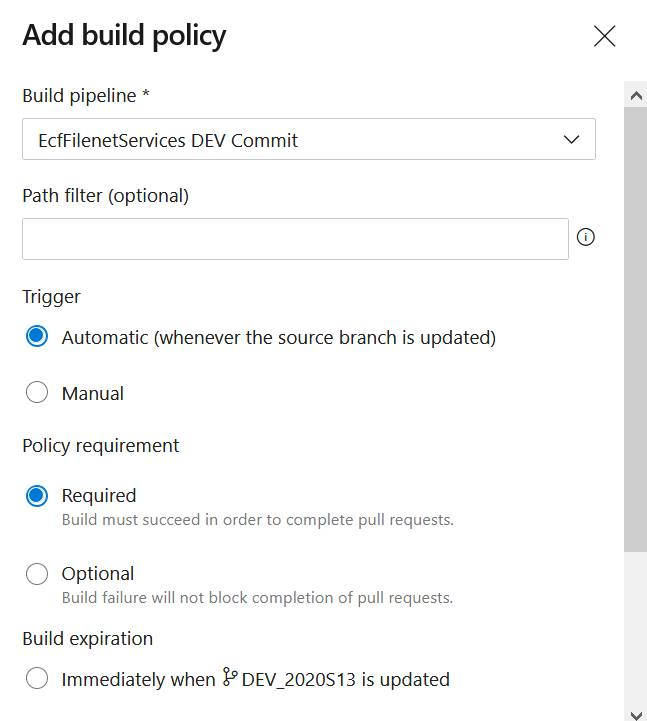 Add build policy
Build pipeline *
EcfFilenetServices DEV Commit
Path filter (optional)
Trigger
Automatic (whenever the source branch is updated)
Manual
Policy requirement
Required
Build must succeed in order to complete pull requests.
Optional
Build failure will not block completion of pull requests.
Build expiration
Immediately when DEV_2020S13 is updated